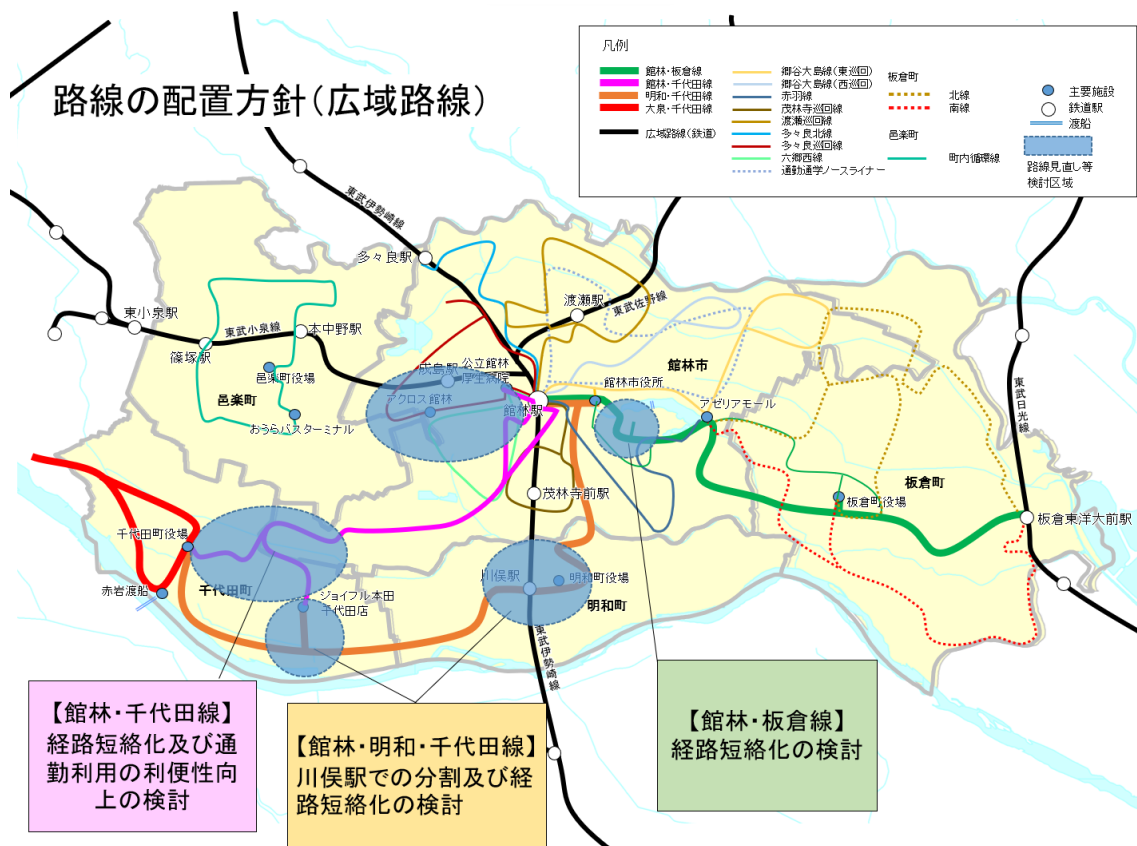 路線の配置方針(広域路線)
凡例
館林・板倉線
館林・千代田線
明和・千代田線
大泉・千代田線
広域路線(鉄道)
郷谷大島線(東巡回)
郷谷大島線(西巡回)
赤羽線
茂林寺巡回線
渡瀬巡回線
多々良北線
多々良巡回線
六郷西線
通勤通学ノースライナー
板倉町
北線
南線
邑楽町
町内循環線
主要施設
鉄道駅
渡船
路線見直し等
検討区域
東武伊勢崎線
多々良駅
渡瀬駅
東武佐野線
東小泉駅
東武小泉線
本中野駅
篠塚駅
成島駅
公立館林
厚生病院
館林市
邑楽町役場
館林市役所
邑楽町
アクロス館林
館林駅
アゼリアモール
東武日光線
おうらバスターミナル
板倉町
茂林寺前駅
板倉町役場
板倉東洋大前駅
千代田町役場
川俣駅
明和町役場
赤岩渡船
千代田町
ジョイフル本田
千代田店
明和町
東武伊勢崎線
【館林・千代田線】
経路短絡化及び通
勤利用の利便性向
上の検討
【館林・明和・千代田線】
川俣駅での分割及び経
路短絡化の検討
【館林・板倉線】
経路短絡化の検討